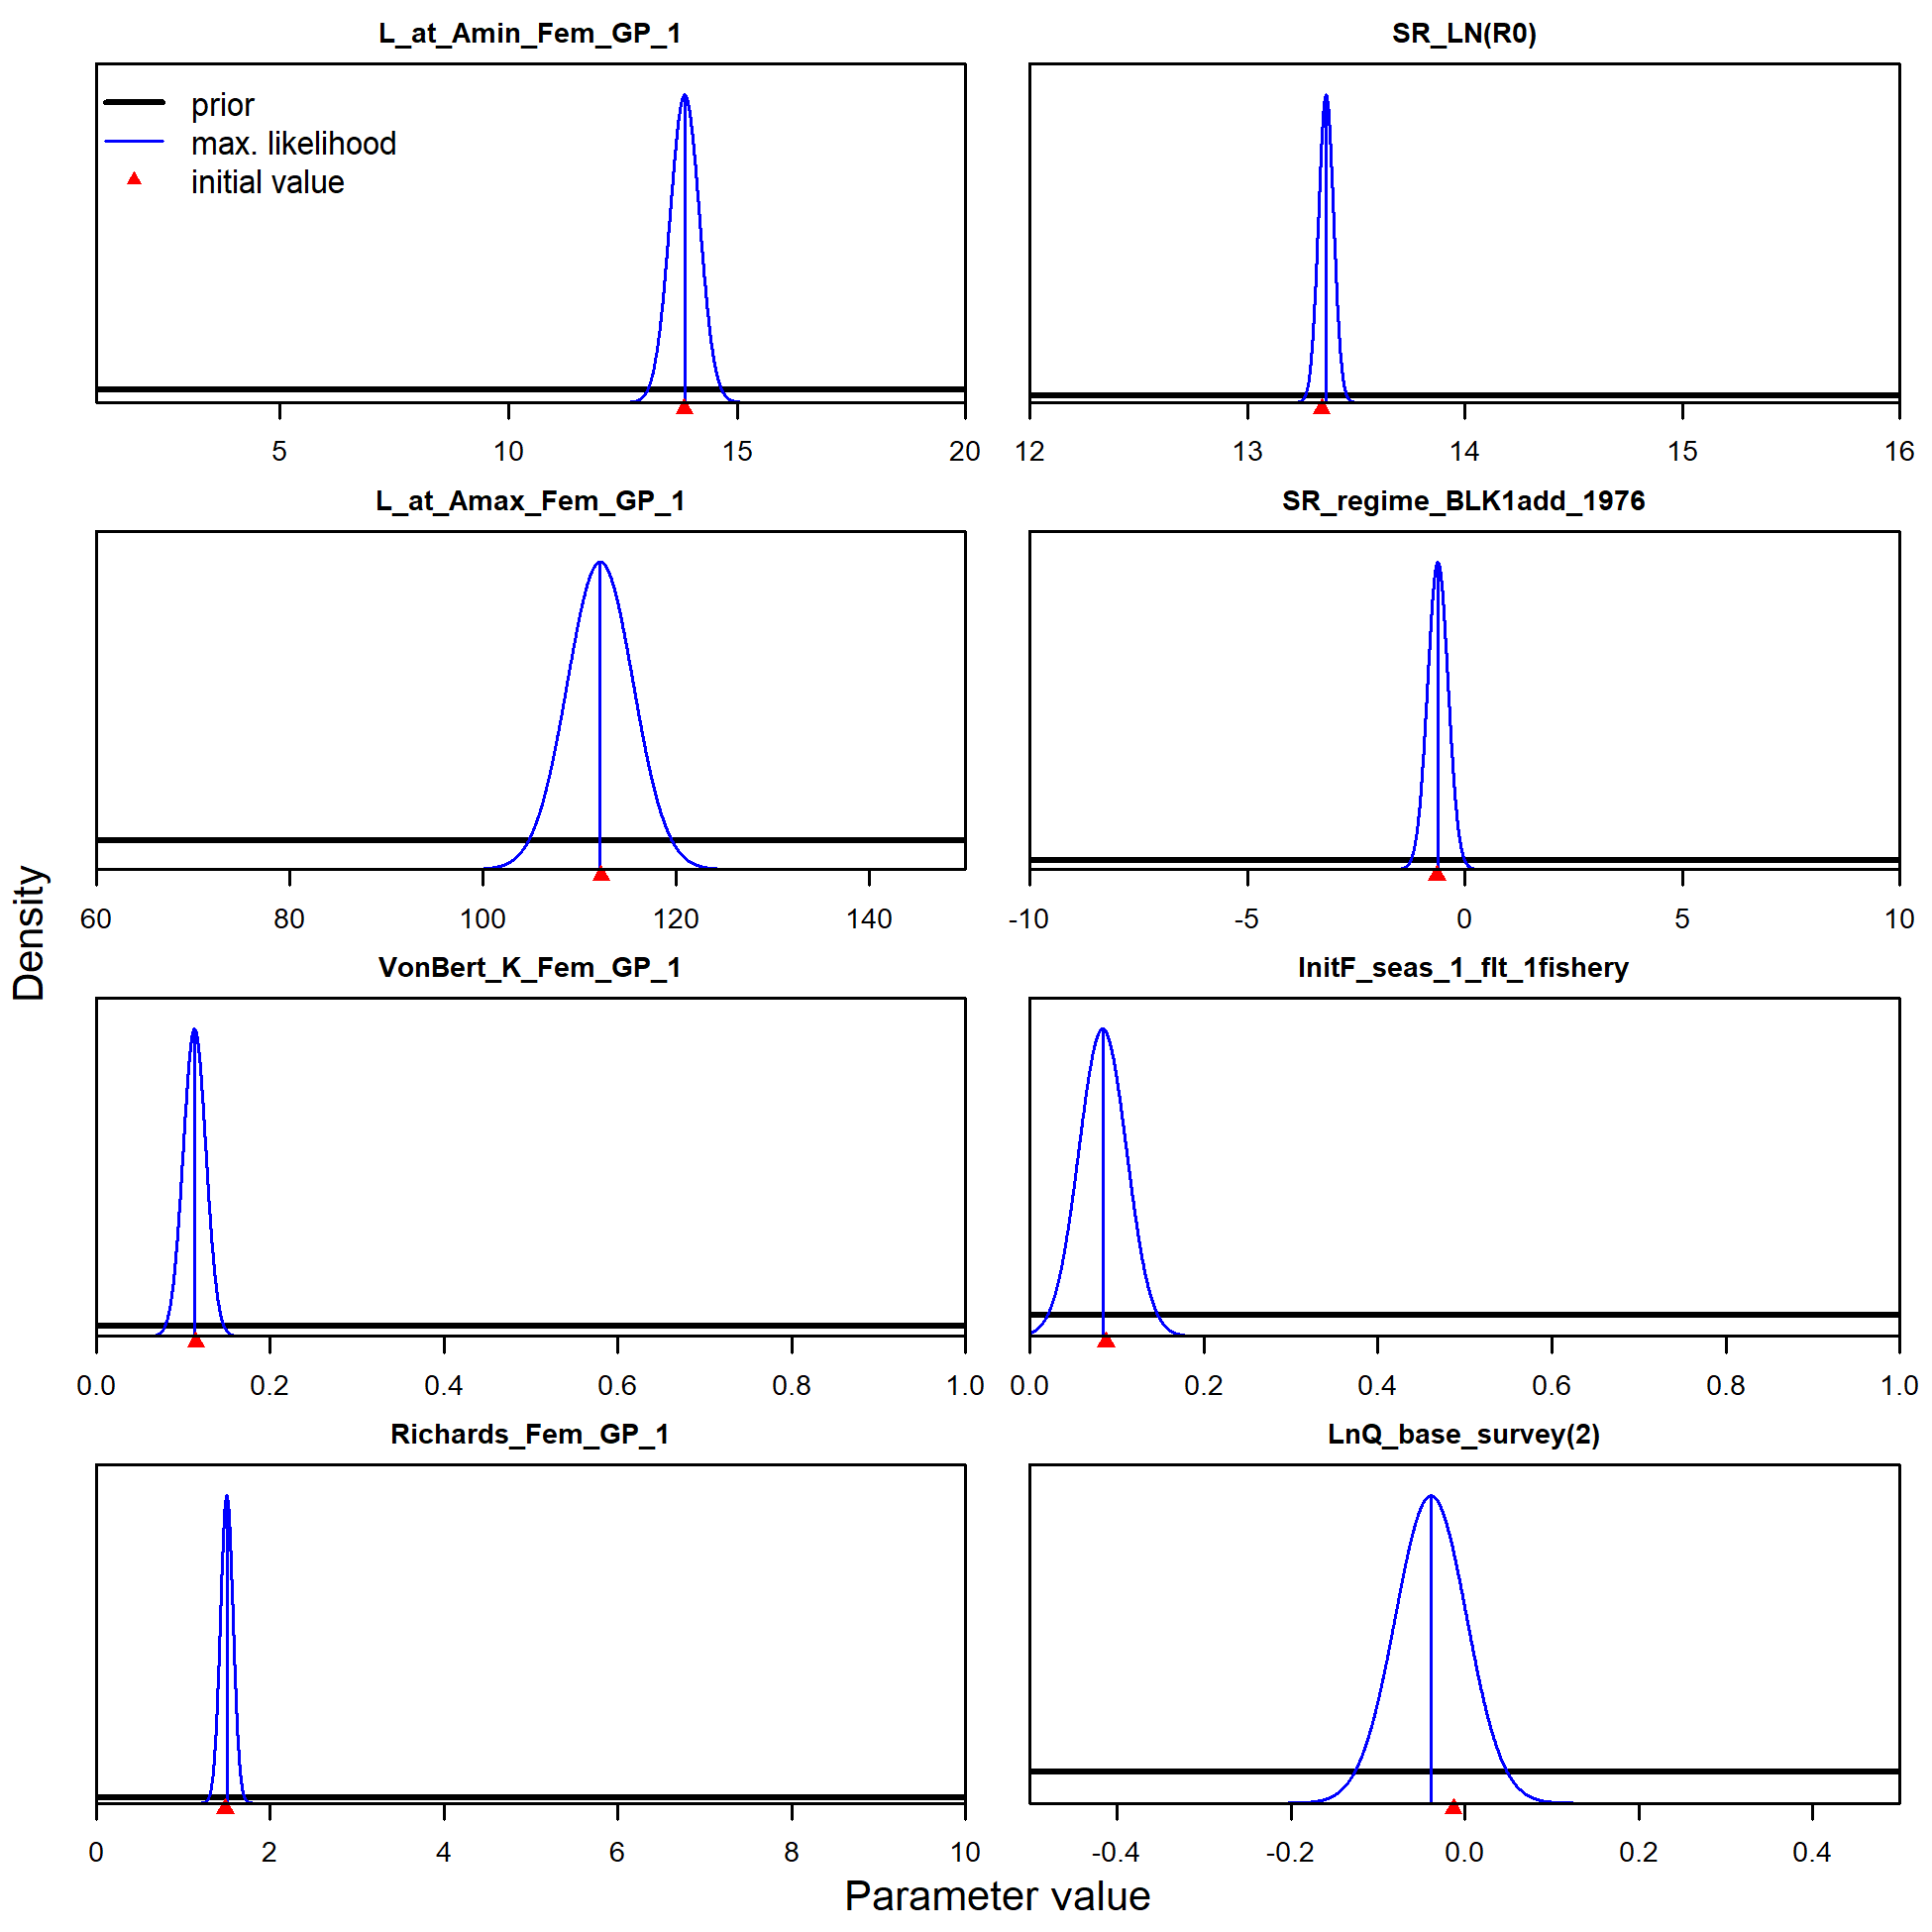 L_at_Amin_Fem_GP_1
prior
max. likelihood
initial value
5 10 15 20
SR_LN(R0)
12 13 14 15 16
L_at_Amax_Fem_GP_1
60 80 100 120 140
SR_regime_BLK1add_1976
-10 -5 0 5 10
VonBert_K_Fem_GP_1
0.0 0.2 0.4 0.6 0.8 1.0
InitF_seas_1_flt_1fishery
0.0 0.2 0.4 0.6 0.8 1.0
Richards_Fem_GP_1
0 2 4 6 8 10
LnQ_base_survey(2)
-0.4 -0.2 0.0 0.2 0.4
Density
Parameter value